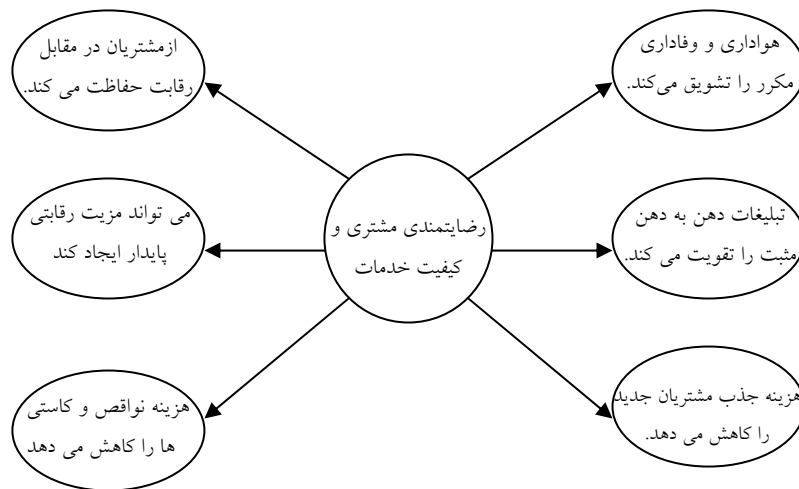 هواداری و وفاداری
مکرر را تشویق می‌کند.
ازمشتریان در مقابل
رقابت حفاظت می کند.
رضایتمندی مشتری و
کیفیت خدمات
تبلیغات دهن به دهن
مثبت را تقویت می کند.
می تواند مزیت رقابتی
پایدار ایجاد کند
هزینه جذب مشتریان جدید
را کاهش می دهد.
هزینه نواقص و کاستی
ها را کاهش می دهد